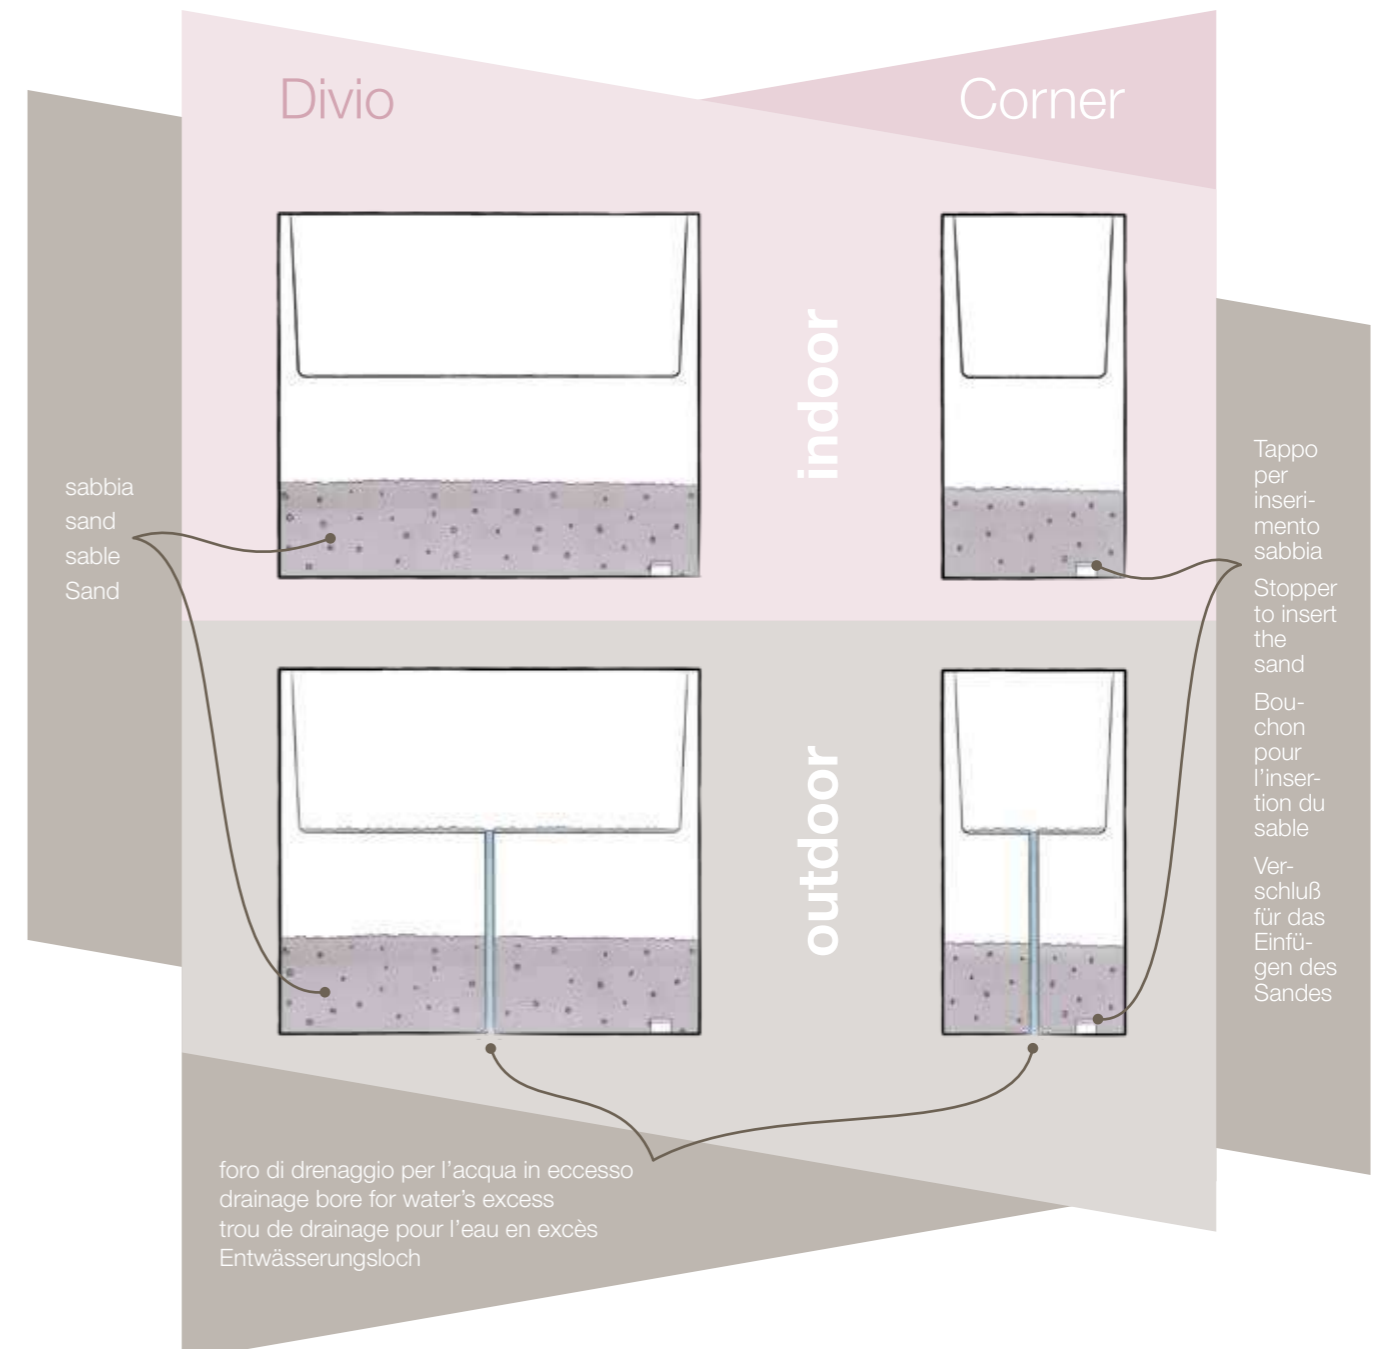 Divio
Corner
indoor
sabbia
sand
sable
Sand
Tappo
per
inseri-
mento
sabbia
Stopper
to insert
the
sand
Bou-
chon
pour
l’inser-
tion du
sable
Ver-
schluß
für das
Einfü-
gen des
Sandes
outdoor
foro di drenaggio per l’acqua in eccesso
drainage bore for water’s excess
trou de drainage pour l’eau en excès
Entwässerungsloch